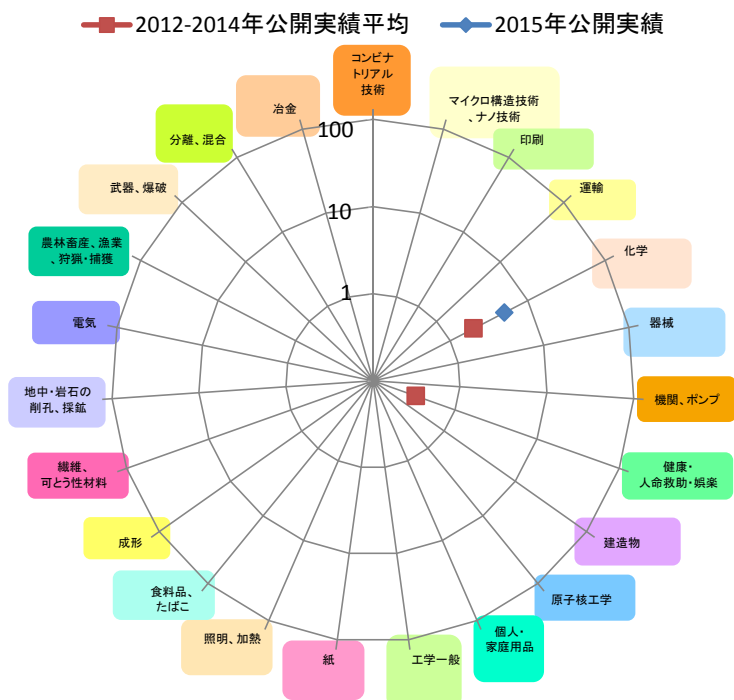 2012-2014年公開実績平均
2015年公開実績
コンビナ
トリアル
技術
マイクロ構造技術
、ナノ技術
印刷
運輸
化学
器械
機関、ポンプ
健康・
人命救助・娯楽
建造物
原子核工学
個人・
家庭用品
工学一般
紙
照明、加熱
食料品、
たばこ
成形
繊維、
可とう性材料
地中・岩石の
削孔、採鉱
電気
農林畜産、漁業
、狩猟・捕獲
武器、爆破
分離、混合
冶金
100
10
1